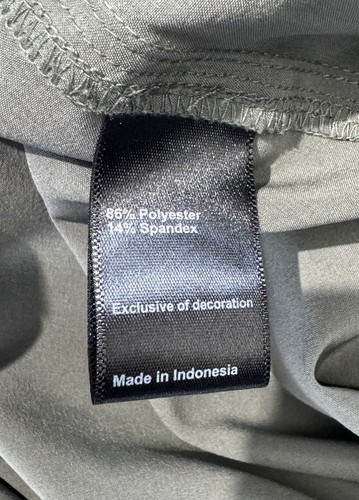 86% Polyester
14% Spandex
Exclusive of decoration
Made in Indonesia